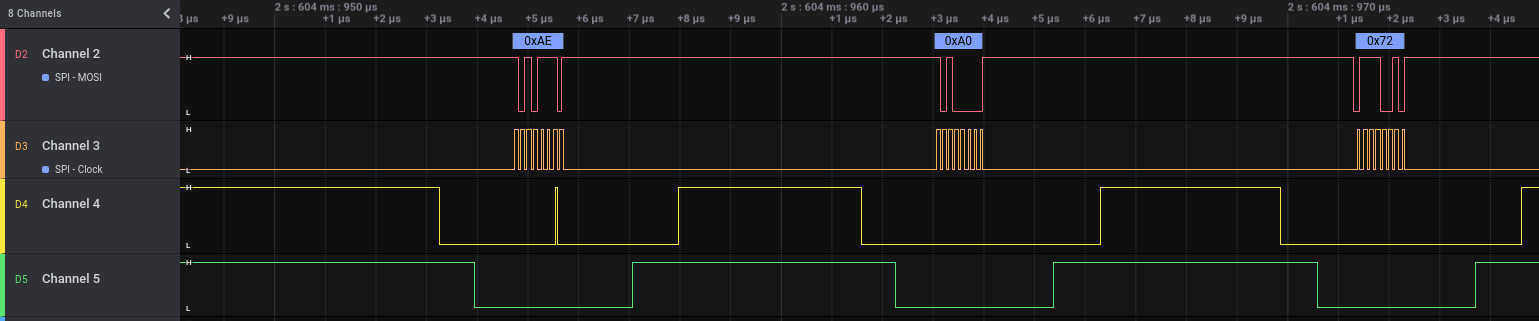 8 Channels
2 s : 604 ms : 950 µs 2 s : 604 ms : 960 µs 2 s : 604 ms : 970 µs
8 µs +9 µs +1 µs +2 µs +3 µs +4 µs +5 µs +6 µs +7 µs +8 µs +9 µs +1 µs +2 µs +3 µs +4 µs +5 µs +6 µs +7 µs +8 µs +9 µs +1 µs +2 µs +3 µs +4 µs
0xAE 0xA0 0x72
D2 Channel 2 H
SPI - MOSI
L
H
D3 Channel 3
SPI - Clock L
H
D4 Channel 4
L
H
D5 Channel 5
L